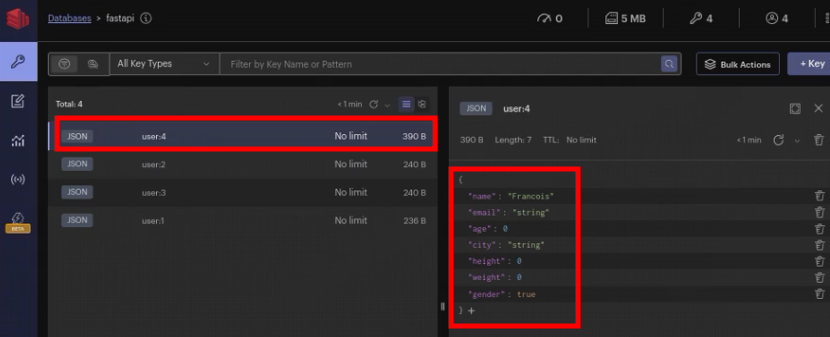 Databases > fastapi
0
5 MB
4
4
All Key Types
Filter by Key Name or Pattern
Bulk Actions
+ Key
Total: 4
<1 min
JSON user:4 No limit 390 B
JSON user:2 No limit 240 B
JSON user:3 No limit 240 B
JSON user:1 No limit 236 B
BETA
JSON user:4
390 B Length: 7 TTL: No limit <1 min
{
"name": "Francois"
"email": "string"
"age": 0
"city": "string"
"height": 0
"weight": 0
"gender": true
} +